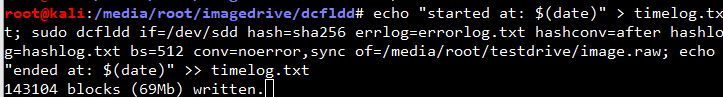 root@kali:/media/root/imagedrive/dcfldd# echo "started at: $(date)" > timelog.tx
t; sudo dcfldd if=/dev/sdd hash=sha256 errlog=errorlog.txt hashconv=after hashlo
g=hashlog.txt bs=512 conv=noerror,sync of=/media/root/testdrive/image.raw; echo
"ended at: $(date)" >> timelog.txt
143104 blocks (69Mb) written.